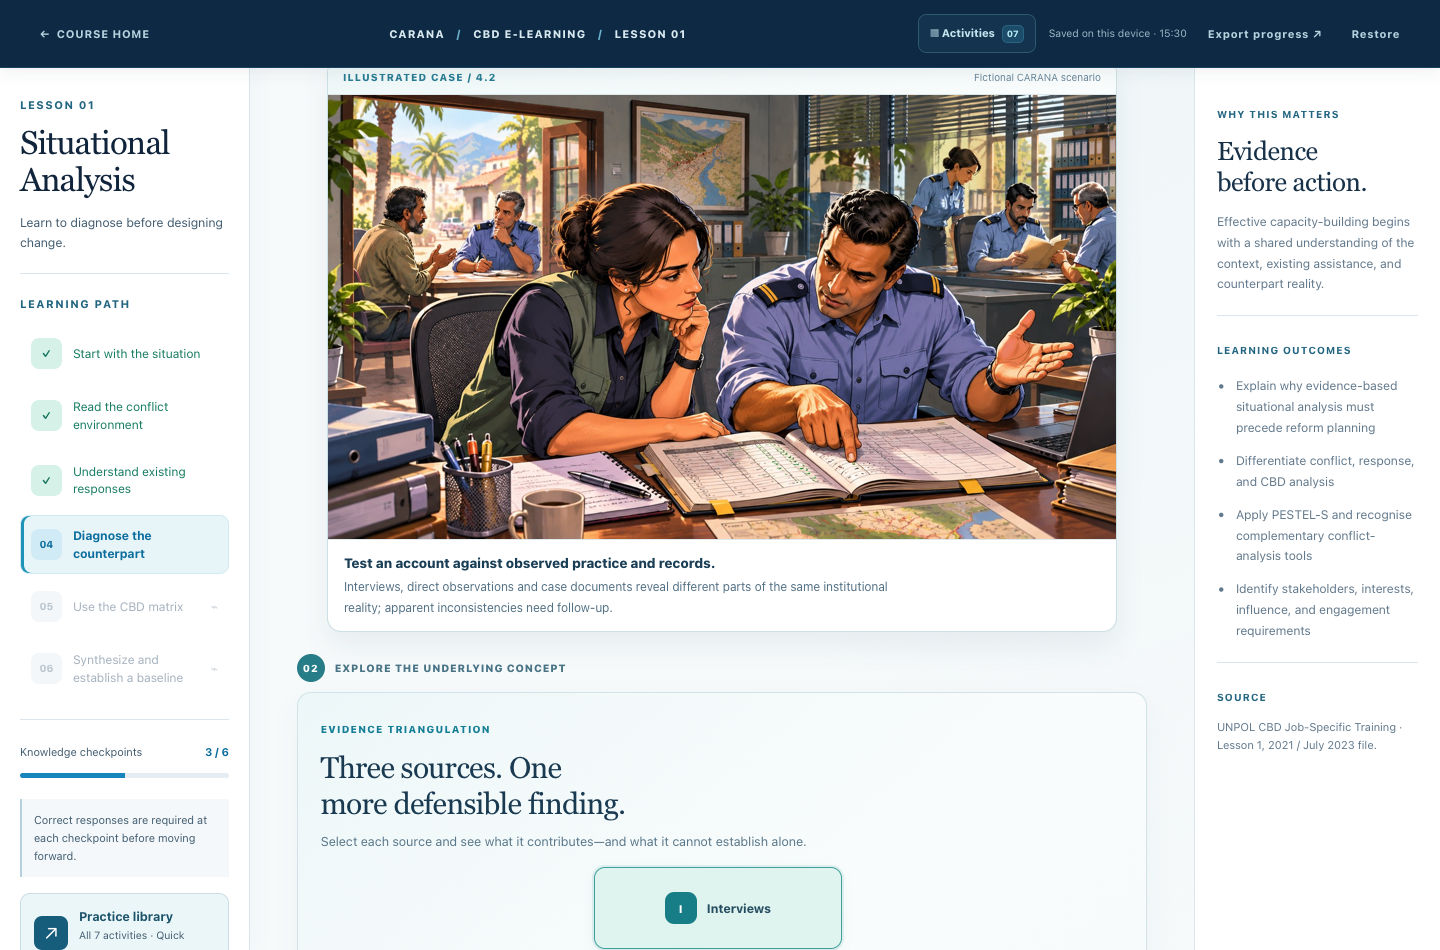 ← COURSE HOME
CARANA / CBD E-LEARNING / LESSON 01
Activities 07
Saved on this device · 15:30
Export progress ↗
Restore
LESSON 01
Situational
Analysis
Learn to diagnose before designing
change.
LEARNING PATH
✓ Start with the situation
✓ Read the conflict
environment
✓ Understand existing
responses
04 Diagnose the
counterpart
05 Use the CBD matrix
06 Synthesize and
establish a baseline
Knowledge checkpoints 3 / 6
Correct responses are required at
each checkpoint before moving
forward.
Practice library
All 7 activities · Quick
ILLUSTRATED CASE / 4.2
Fictional CARANA scenario
Test an account against observed practice and records.
Interviews, direct observations and case documents reveal different parts of the same institutional
reality; apparent inconsistencies need follow-up.
02 EXPLORE THE UNDERLYING CONCEPT
EVIDENCE TRIANGULATION
Three sources. One
more defensible finding.
Select each source and see what it contributes—and what it cannot establish alone.
I Interviews
WHY THIS MATTERS
Evidence
before action.
Effective capacity-building begins
with a shared understanding of the
context, existing assistance, and
counterpart reality.
LEARNING OUTCOMES
• Explain why evidence-based
situational analysis must
precede reform planning
• Differentiate conflict, response,
and CBD analysis
• Apply PESTEL-S and recognise
complementary conflict-
analysis tools
• Identify stakeholders, interests,
influence, and engagement
requirements
SOURCE
UNPOL CBD Job-Specific Training ·
Lesson 1, 2021 / July 2023 file.